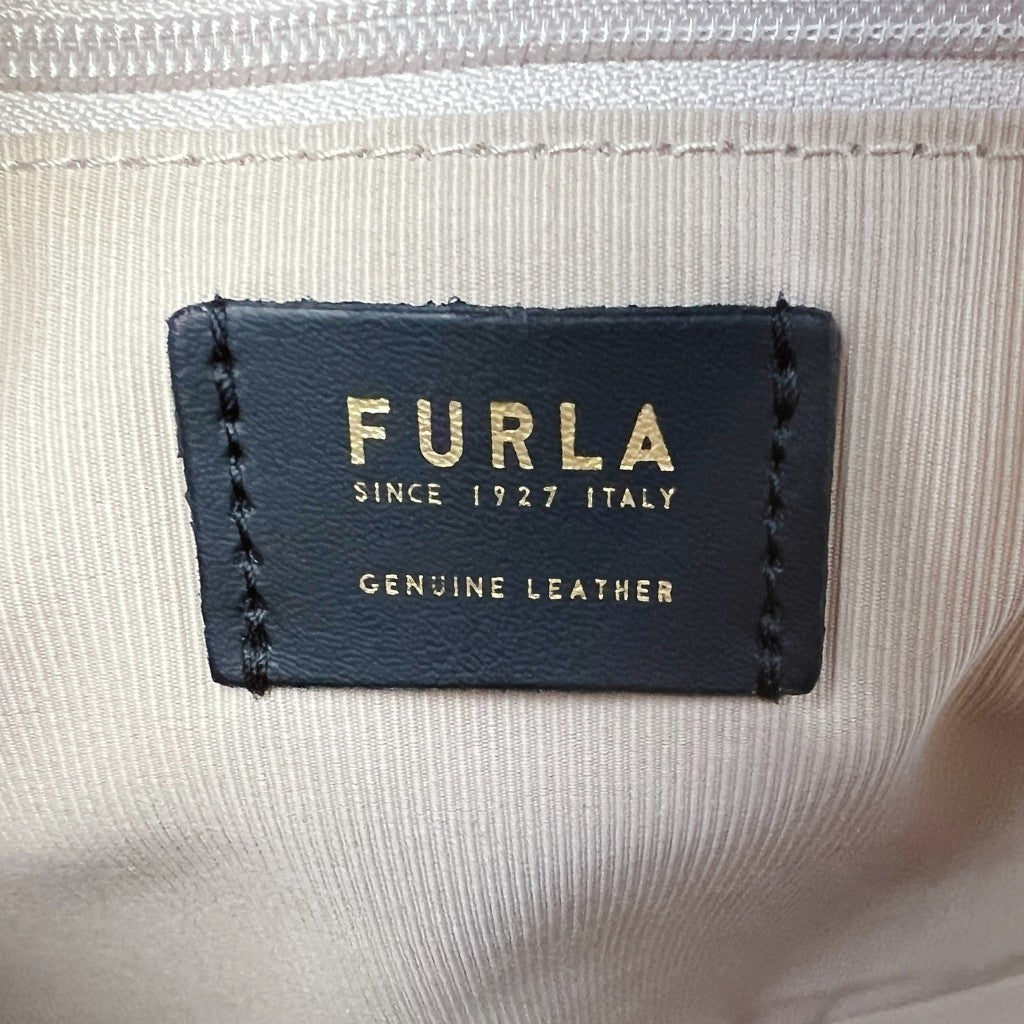 FURLA
SINCE 1927 ITALY
GENUINE LEATHER